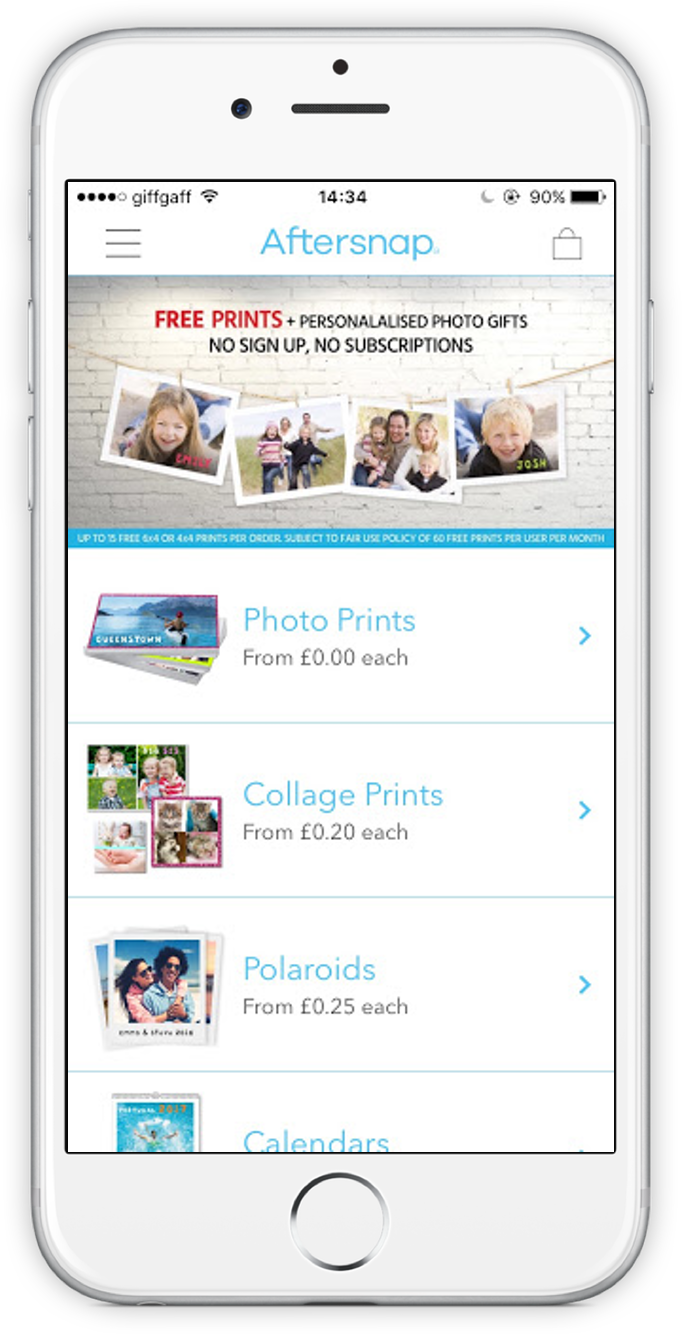 giffgaff 14:34 90%
Aftersnap
FREE PRINTS + PERSONALALISED PHOTO GIFTS
NO SIGN UP, NO SUBSCRIPTIONS
EMILY
JOSH
UP TO 15 FREE 6x4 OR 4x4 PRINTS PER ORDER. SUBJECT TO FAIR USE POLICY OF 60 FREE PRINTS PER USER PER MONTH
QUEENSTOWN
Photo Prints
From £0.00 each
Collage Prints
From £0.20 each
Polaroids
From £0.25 each
PORTUGAL 2017
Calendars